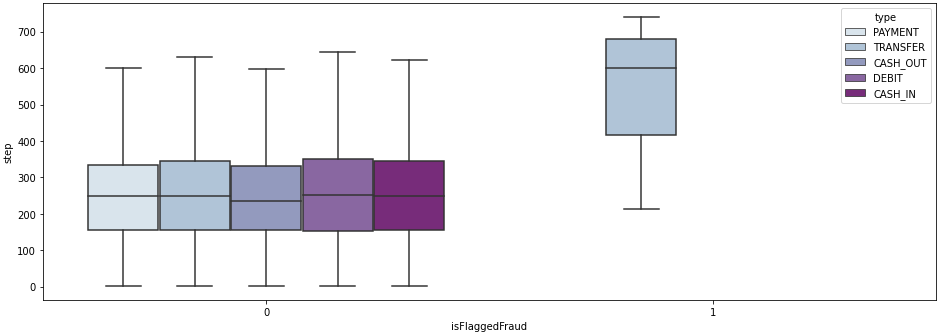 type
PAYMENT
TRANSFER
CASH_OUT
DEBIT
CASH_IN
700
600
500
400
300
200
100
0
step
0
1
isFlaggedFraud